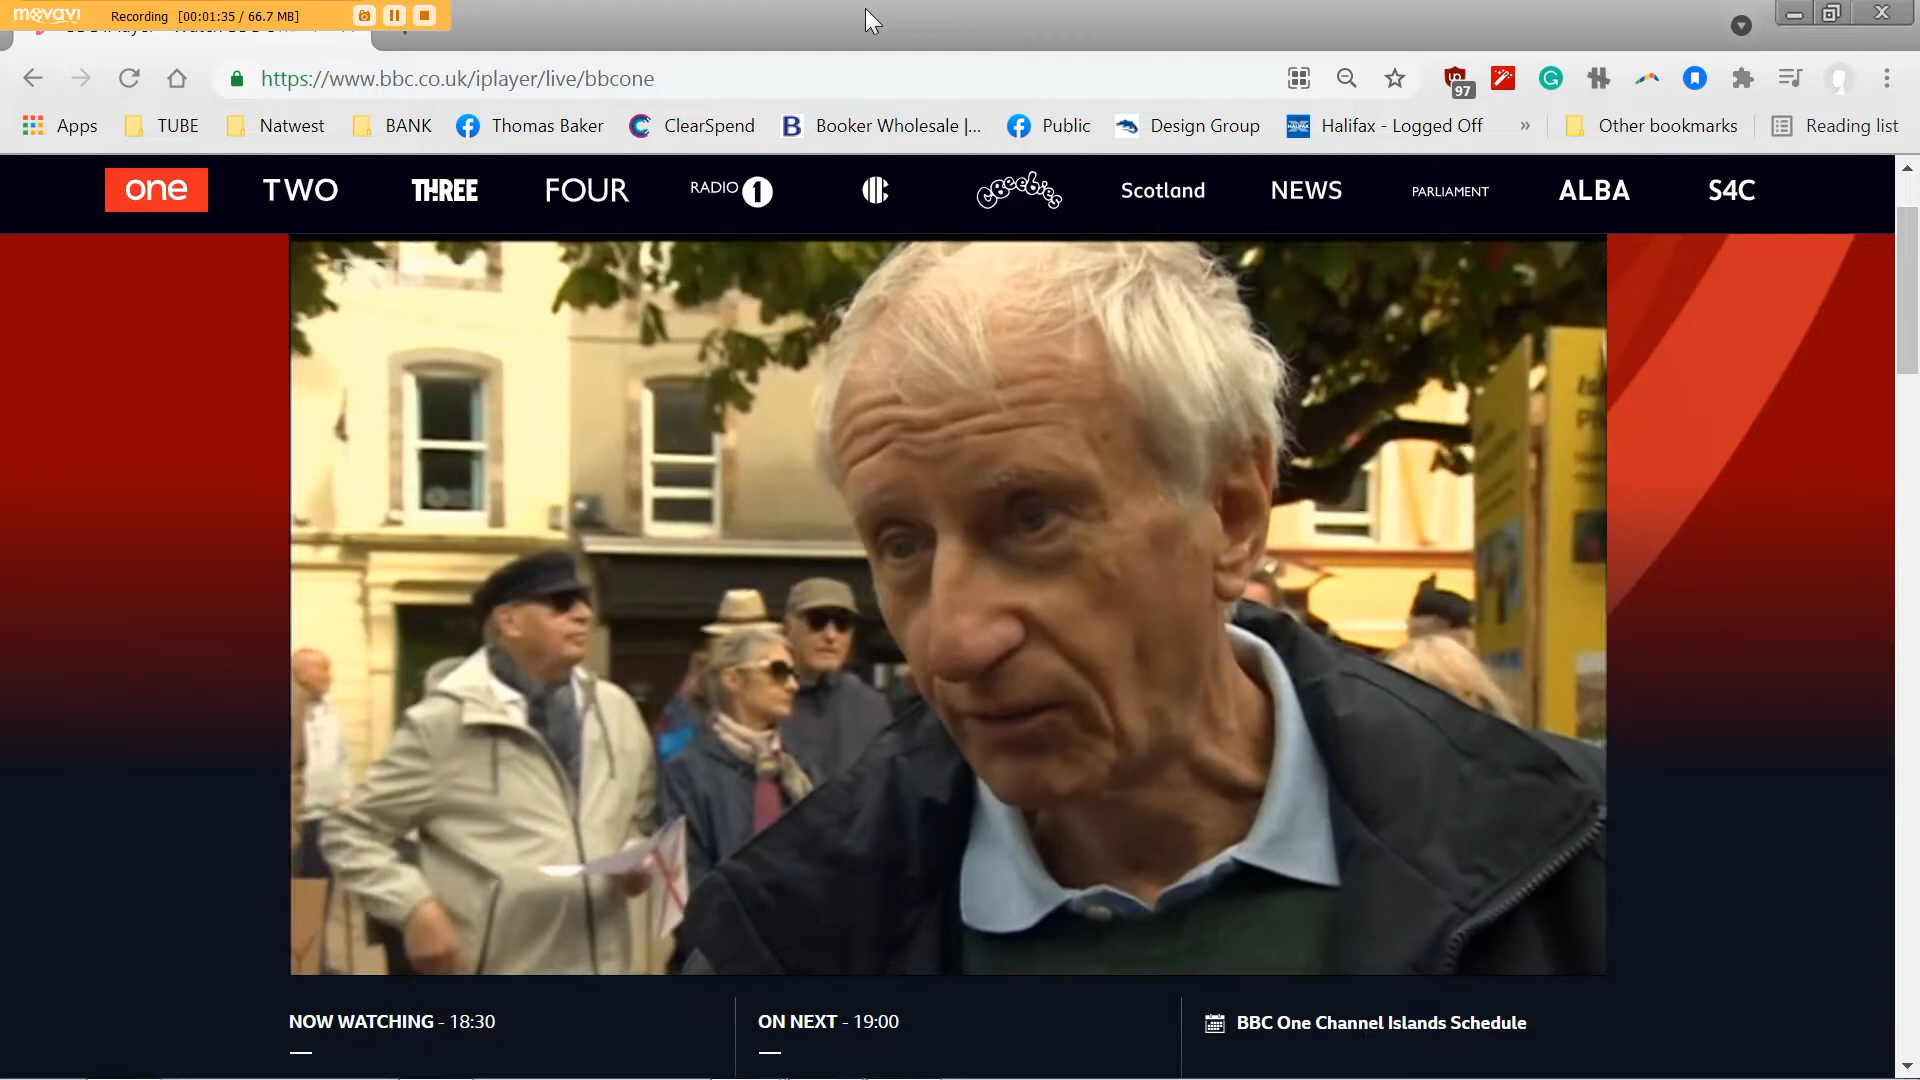 movavi Recording [00:01:35 / 66.7 MB]
https://www.bbc.co.uk/iplayer/live/bbcone
97
Apps TUBE Natwest BANK Thomas Baker ClearSpend B Booker Wholesale |... Public Design Group HALIFAX Halifax - Logged Off » Other bookmarks Reading list
one TWO THREE FOUR RADIO 1 CBeebies Scotland NEWS PARLIAMENT ALBA S4C
NOW WATCHING - 18:30
ON NEXT - 19:00
BBC One Channel Islands Schedule